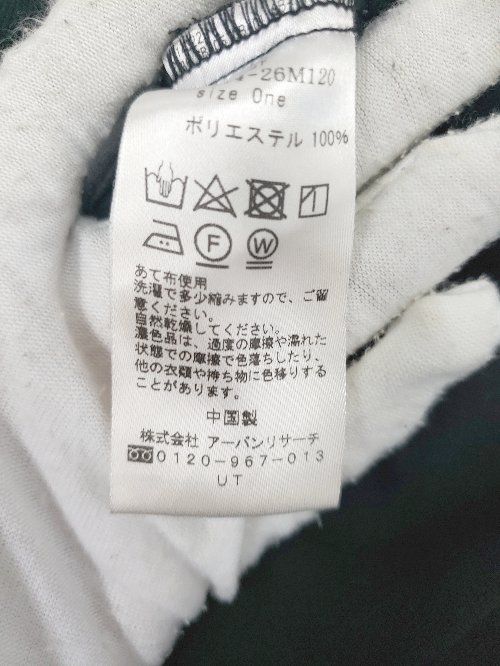 -26M120
size One
ポリエステル 100%
F W
あて布使用
洗濯で多少縮みますので、ご留
意ください。
自然乾燥してください。
濃色品は、過度の摩擦や濡れた
状態での摩擦で色落ちしたり、
他の衣類や持ち物に色移りする
ことがあります。
中国製
株式会社 アーバンリサーチ
0120-967-013
UT